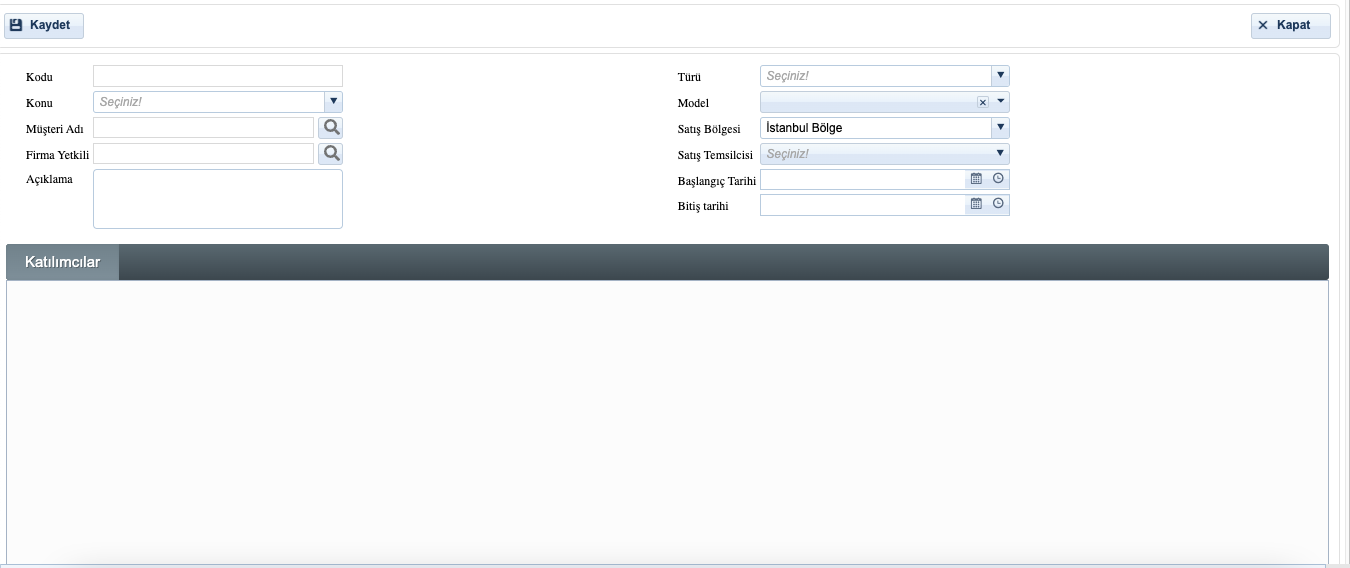 Kaydet
Kapat
Kodu
Konu Seçiniz!
Müşteri Adı
Firma Yetkili
Açıklama
Türü Seçiniz!
Model
Satış Bölgesi İstanbul Bölge
Satış Temsilcisi Seçiniz!
Başlangıç Tarihi
Bitiş tarihi
Katılımcılar